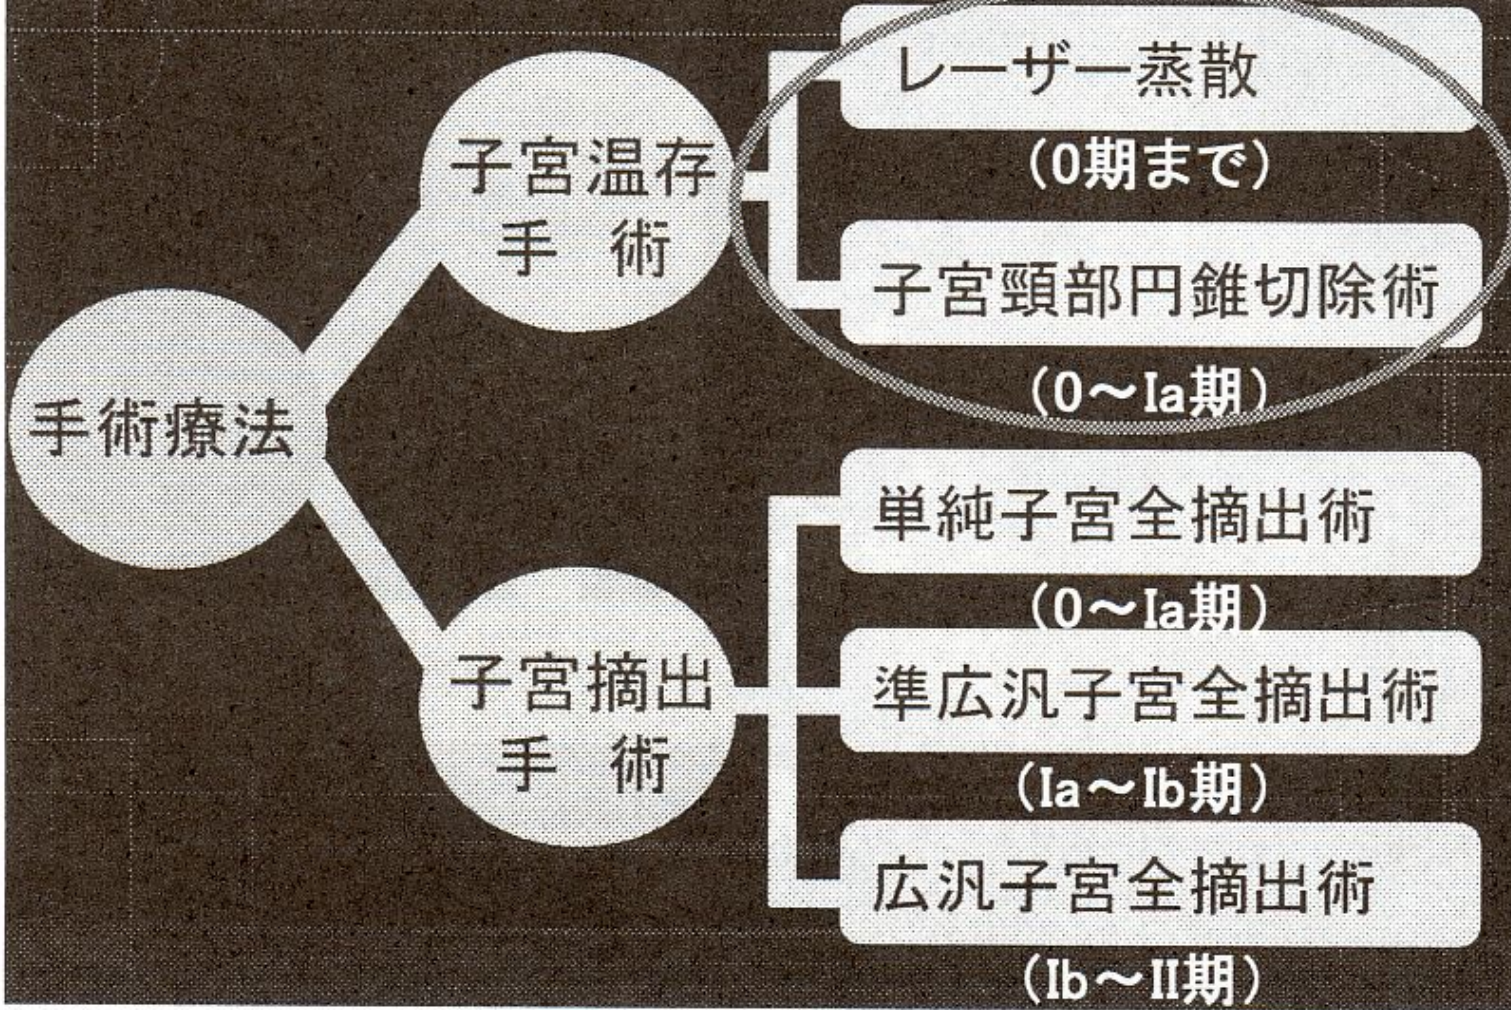 手術療法
子宮温存
手 術
レーザー蒸散
(0期まで)
子宮頸部円錐切除術
(0〜Ia期)
子宮摘出
手 術
単純子宮全摘出術
(0〜Ia期)
準広汎子宮全摘出術
(Ia〜Ib期)
広汎子宮全摘出術
(Ib〜II期)